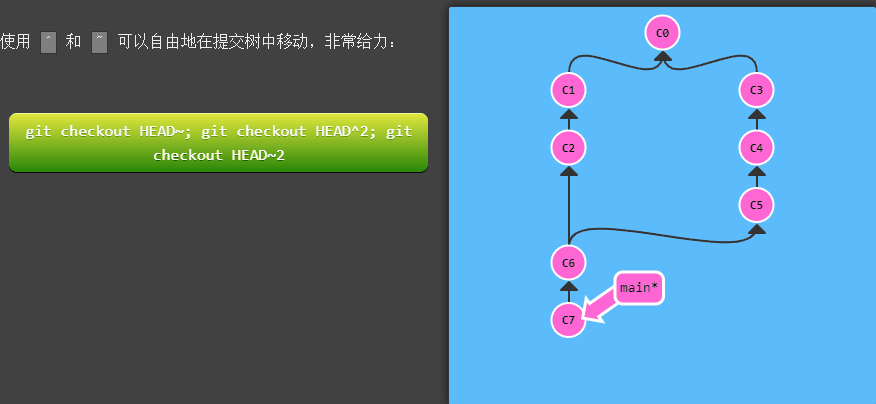 使用 ^ 和 ~ 可以自由地在提交树中移动，非常给力：
git checkout HEAD~; git checkout HEAD^2; git
checkout HEAD~2
C0
C1
C3
C2
C4
C5
C6
main*
C7